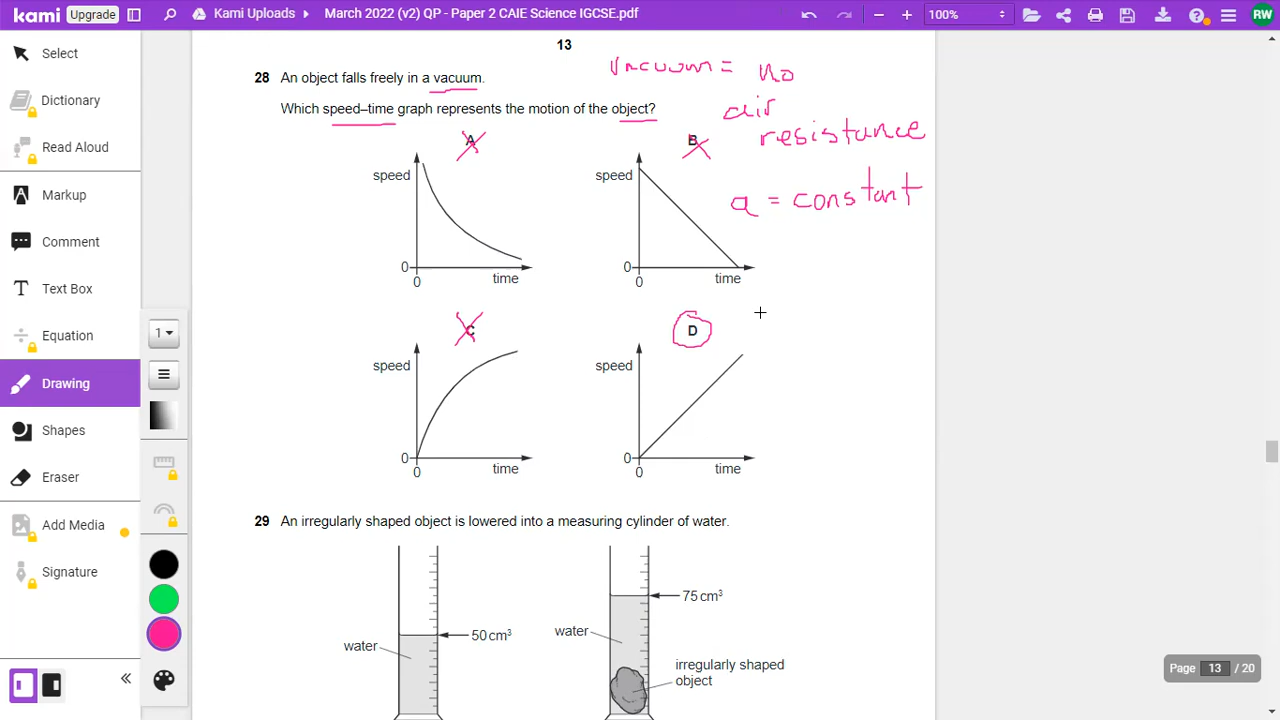 kami Upgrade Kami Uploads March 2022 (v2) QP - Paper 2 CAIE Science IGCSE.pdf 100% RW
Select
Dictionary
Read Aloud
Markup
Comment
Text Box
Equation
Drawing
Shapes
Eraser
Add Media
Signature
1
13
28 An object falls freely in a vacuum.
Which speed–time graph represents the motion of the object?
vacuum = no
air
resistance
a = constant
A
speed
0
0
time
B
speed
0
0
time
C
speed
0
0
time
D
speed
0
0
time
29 An irregularly shaped object is lowered into a measuring cylinder of water.
water
50 cm³
water
75 cm³
irregularly shaped
object
Page 13 / 20